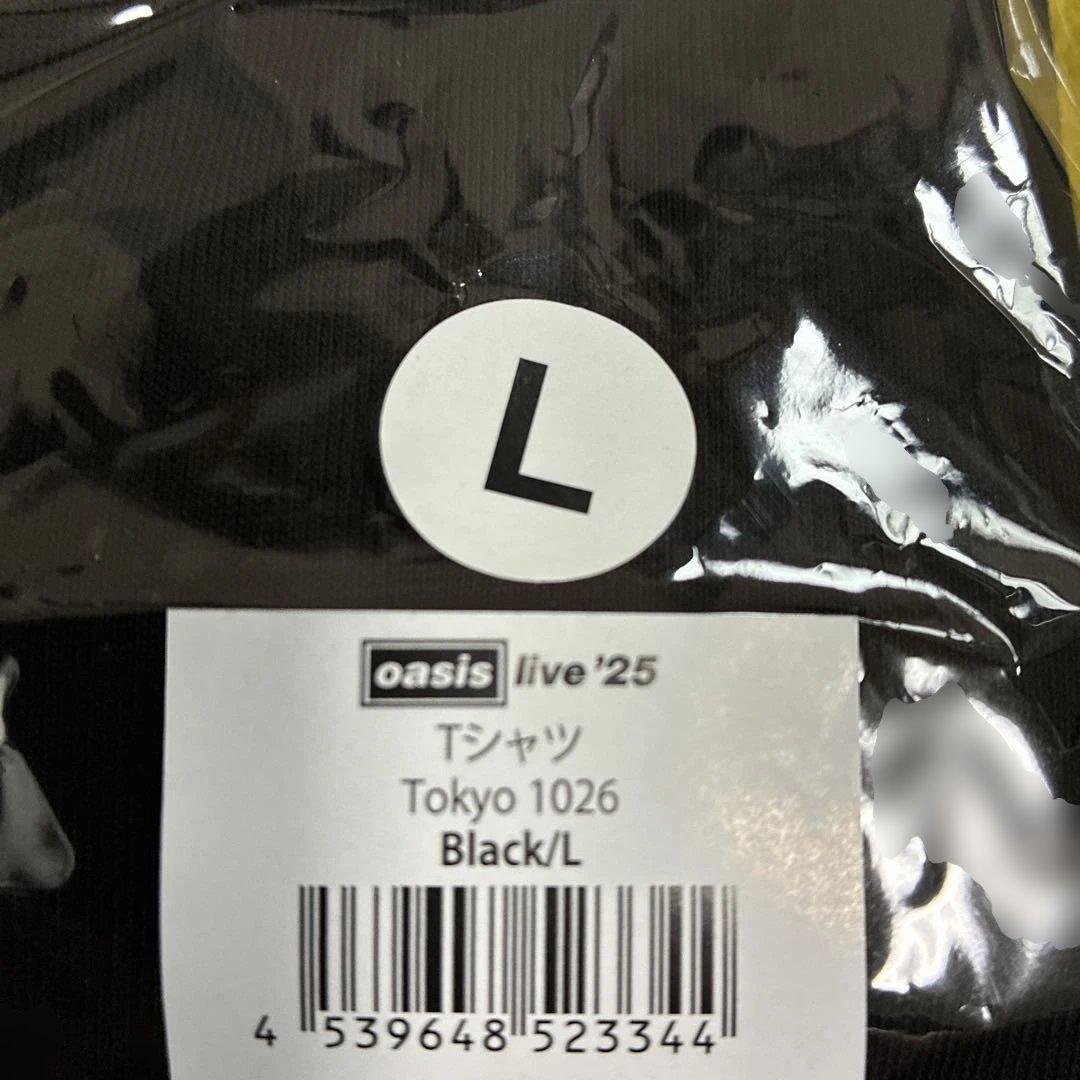 L
oasis live '25
Tシャツ
Tokyo 1026
Black/L
4 539648 523344